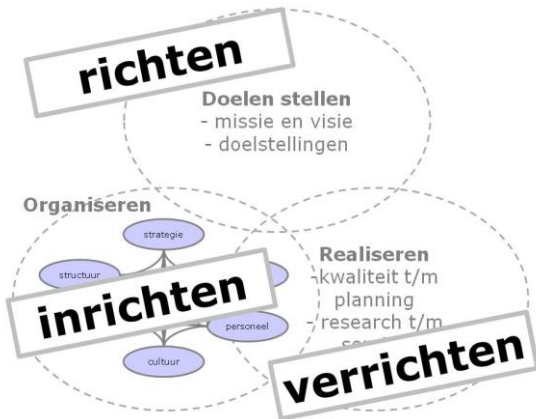 richten
Doelen stellen
- missie en visie
- doelstellingen
Organiseren
strategie
structuur
inrichten
personeel
cultuur
Realiseren
-kwaliteit t/m
planning
- research t/m
verrichten